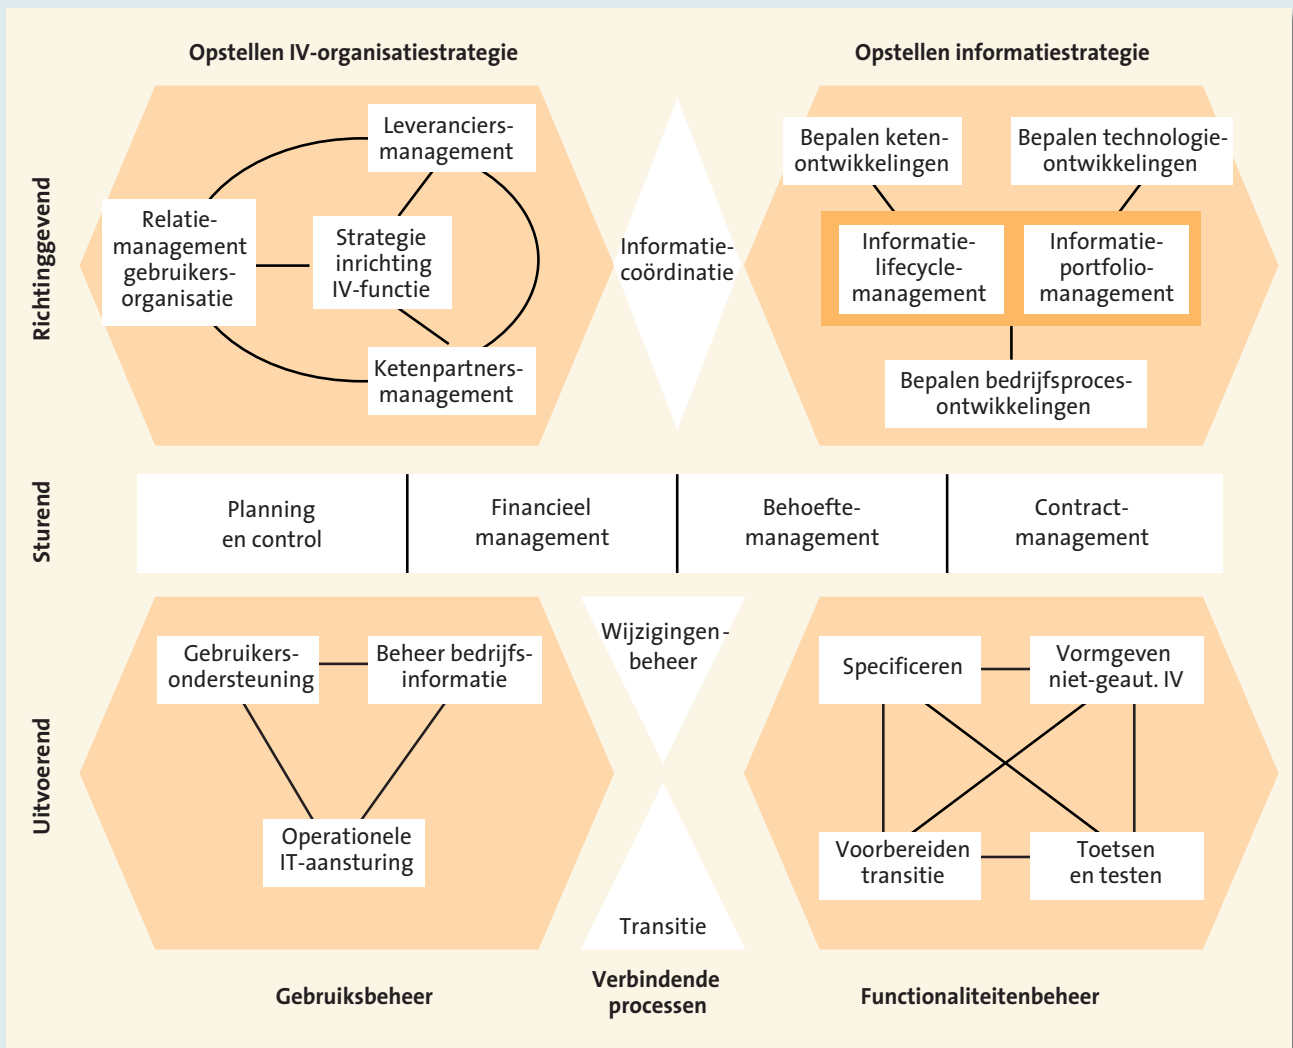 Opstellen IV-organisatiestrategie
Opstellen informatiestrategie
Richtinggevend
Leveranciers-
management
Relatie-
management
gebruikers-
organisatie
Strategie
inrichting
IV-functie
Ketenpartners-
management
Informatie-
coördinatie
Bepalen keten-
ontwikkelingen
Bepalen technologie-
ontwikkelingen
Informatie-
lifecycle-
management
Informatie-
portfolio-
management
Bepalen bedrijfsproces-
ontwikkelingen
Sturend
Planning
en control
Financieel
management
Behoefte-
management
Contract-
management
Uitvoerend
Gebruikers-
ondersteuning
Beheer bedrijfs-
informatie
Operationele
IT-aansturing
Wijzigingen-
beheer
Transitie
Specificeren
Vormgeven
niet-geaut. IV
Voorbereiden
transitie
Toetsen
en testen
Gebruiksbeheer
Verbindende
processen
Functionaliteitenbeheer